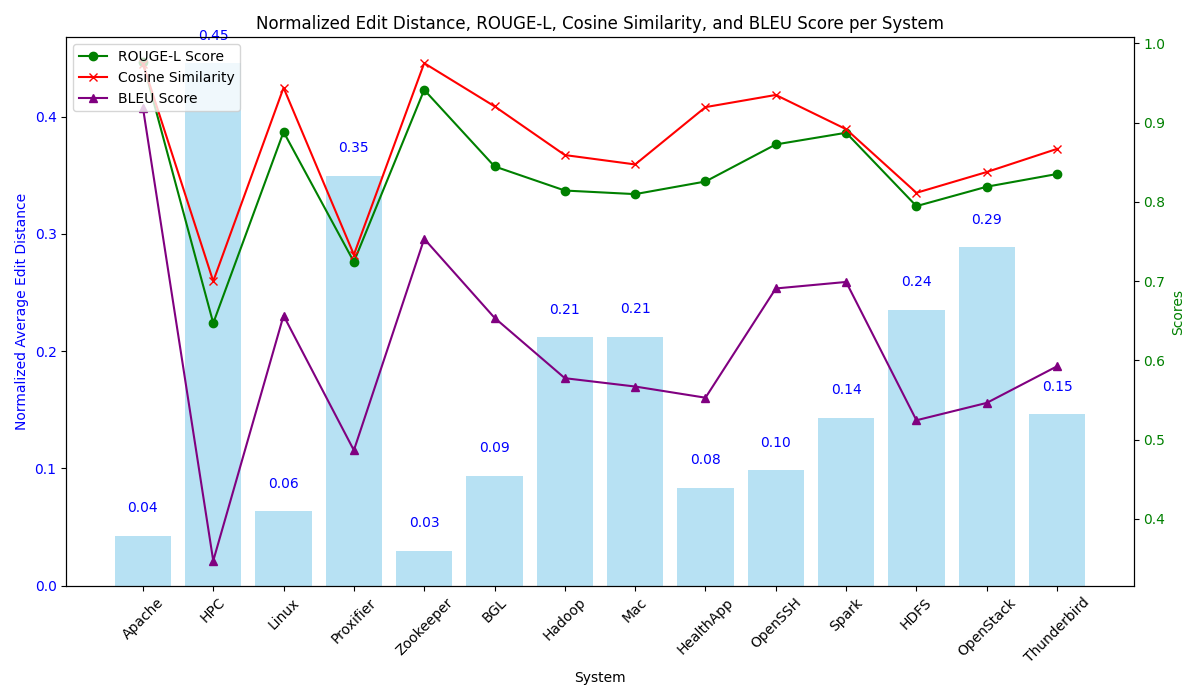 Normalized Edit Distance, ROUGE-L, Cosine Similarity, and BLEU Score per System
ROUGE-L Score
Cosine Similarity
BLEU Score
Normalized Average Edit Distance
0.4
0.3
0.2
0.1
0.0
0.04
0.45
0.06
0.35
0.03
0.09
0.21
0.21
0.08
0.10
0.14
0.24
0.29
0.15
1.0
0.9
0.8
0.7
0.6
0.5
0.4
Scores
Apache
HPC
Linux
Proxifier
Zookeeper
BGL
Hadoop
Mac
HealthApp
OpenSSH
Spark
HDFS
OpenStack
Thunderbird
System